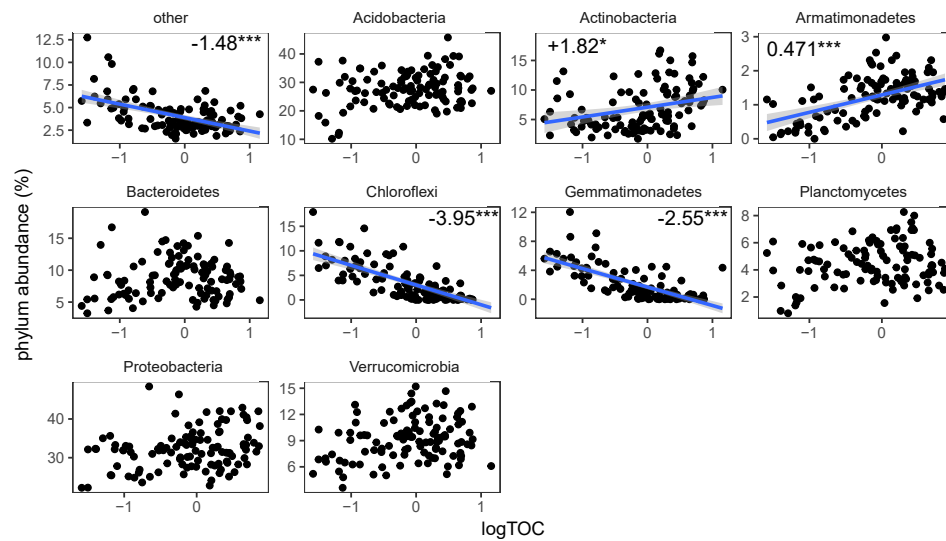 other Acidobacteria Actinobacteria Armatimonadetes
12.5 10.0 7.5 5.0 2.5 -1.48***
40 30 20 10
15 10 5 +1.82*
3 2 1 0 0.471***
−1 0 1 −1 0 1 −1 0 1 −1 0
Bacteroidetes Chloroflexi Gemmatimonadetes Planctomycetes
15 10 5
15 10 5 0 -3.95***
12 8 4 0 -2.55***
8 6 4 2
−1 0 1 −1 0 1 −1 0 1 −1 0
phylum abundance (%)
Proteobacteria Verrucomicrobia
40 30
15 12 9 6
−1 0 −1 0 1
logTOC